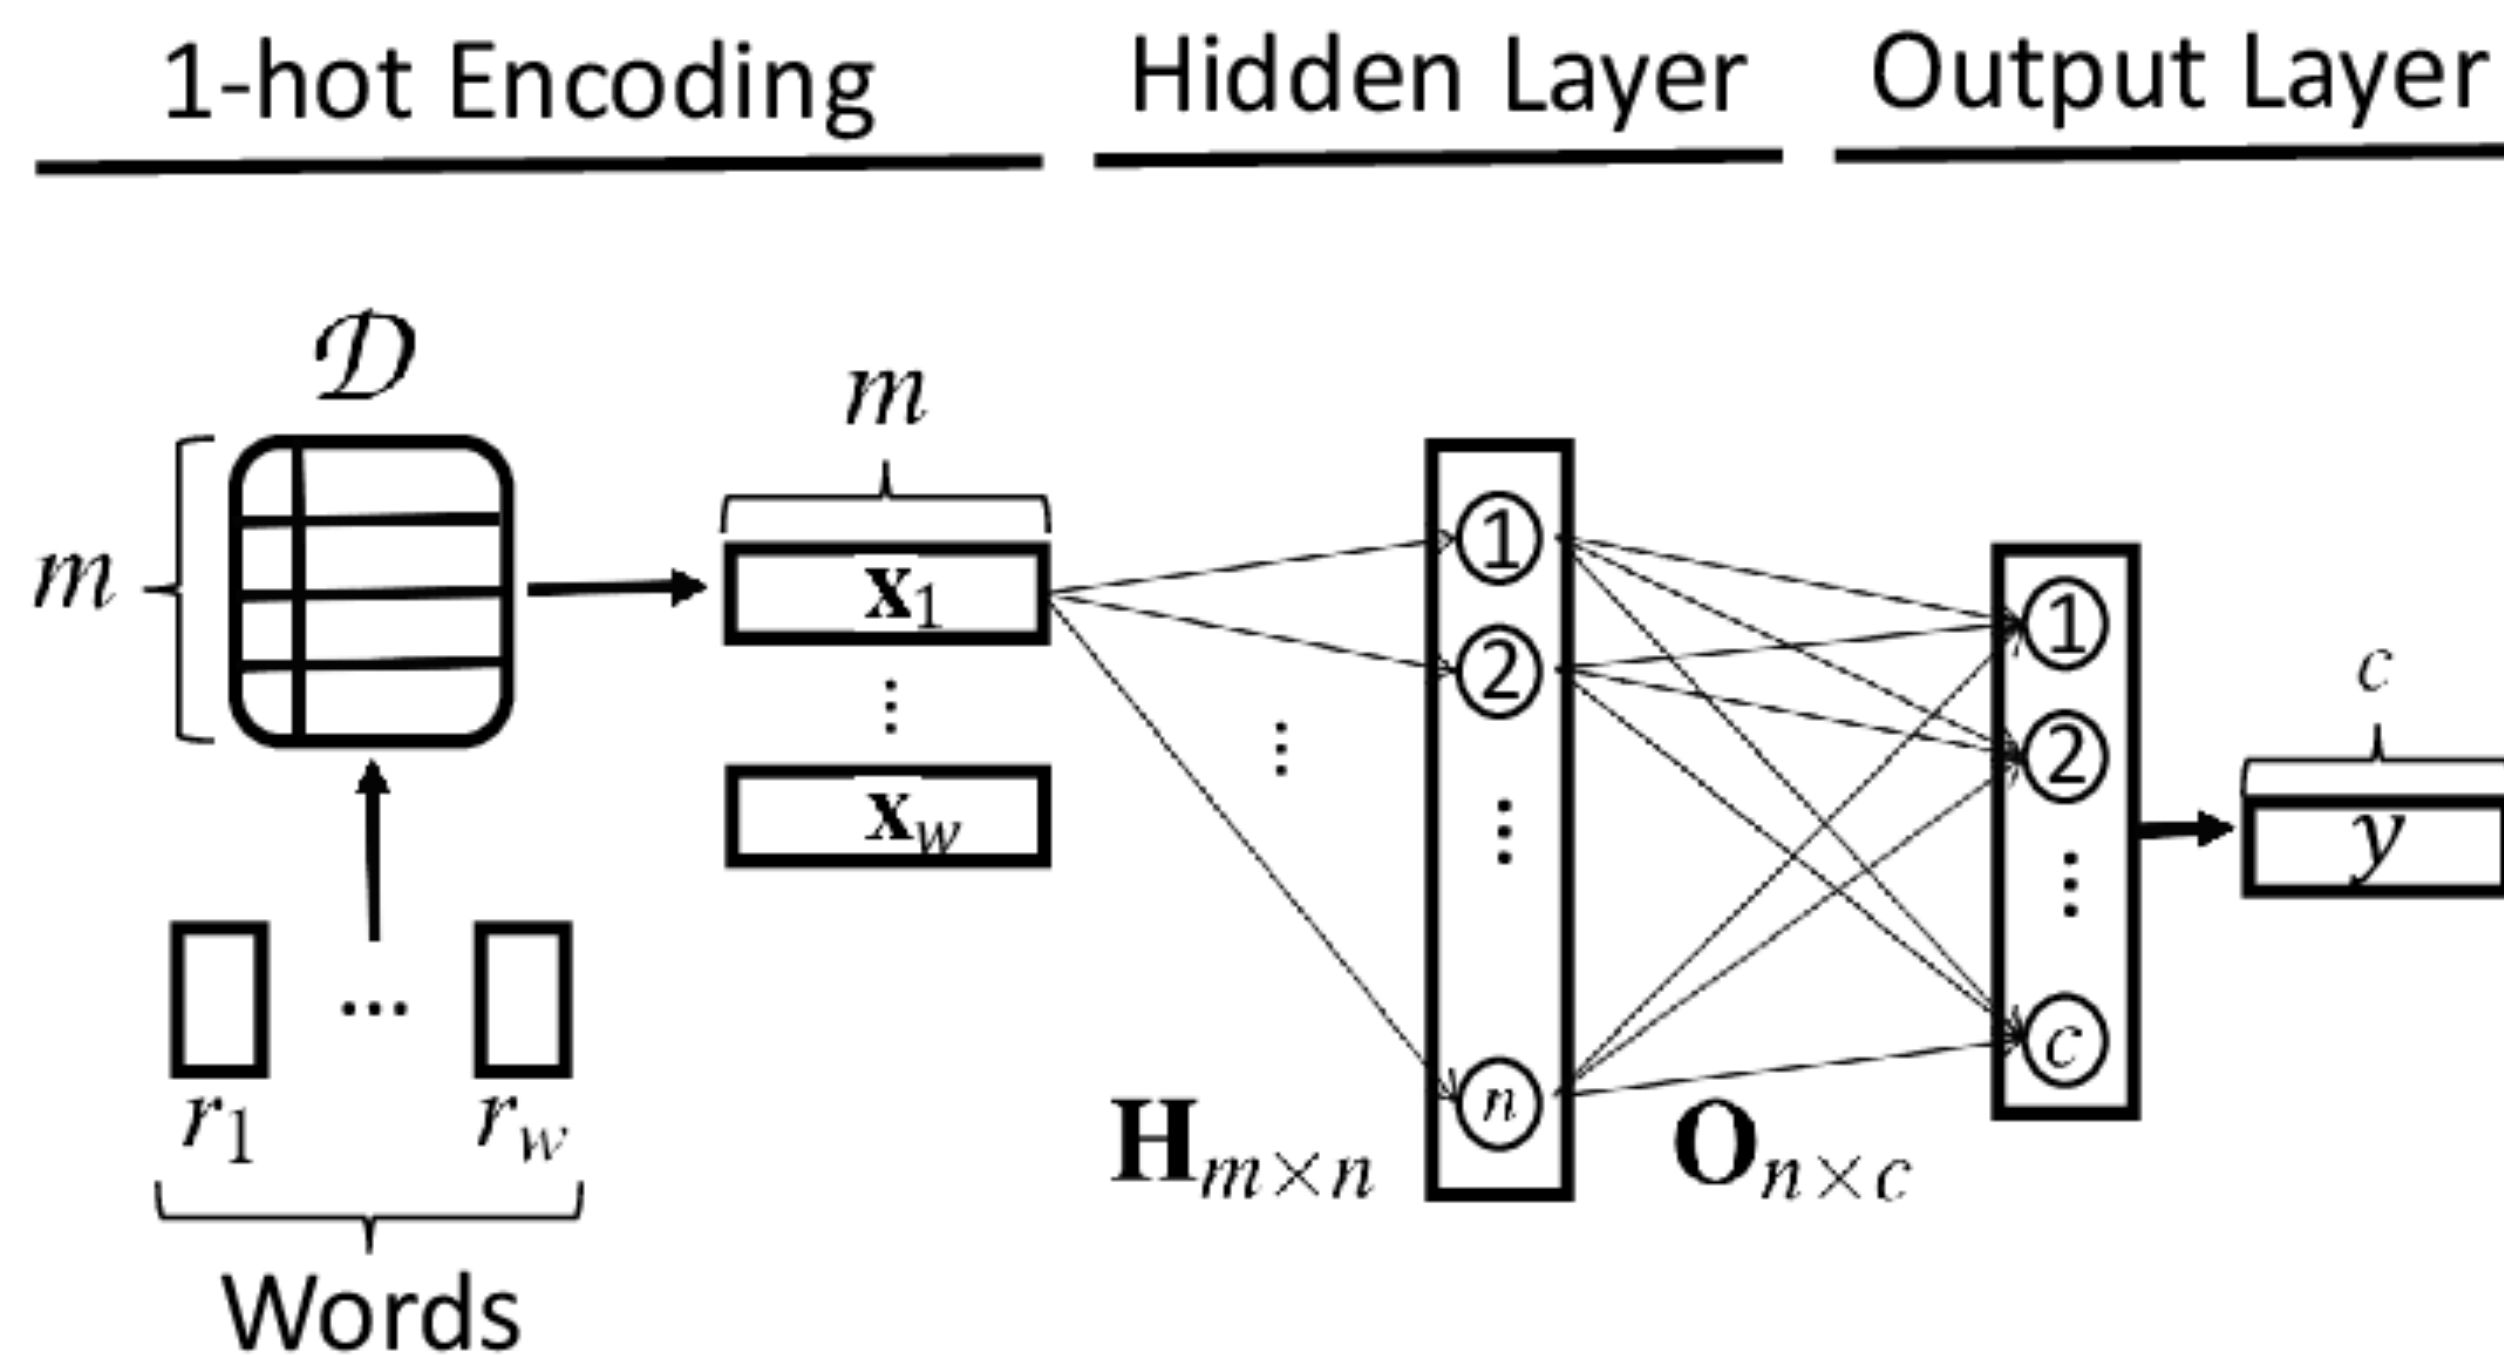 1-hot Encoding Hidden Layer Output Layer
𝒟
m
m
x1
⋮
xw
r1 ... rw
Words
⋮
Hm×n
1
2
⋮
n
On×c
1
2
⋮
c
c
y